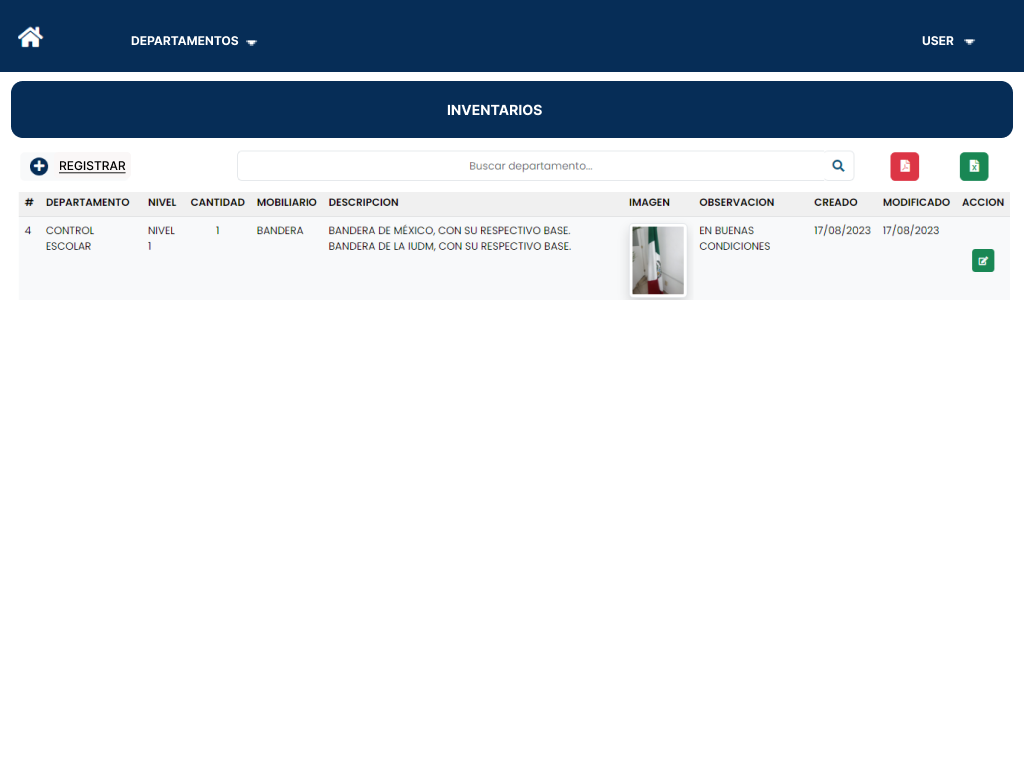 DEPARTAMENTOS
USER
INVENTARIOS
REGISTRAR
Buscar departamento...
# DEPARTAMENTO NIVEL CANTIDAD MOBILIARIO DESCRIPCION IMAGEN OBSERVACION CREADO MODIFICADO ACCION
4 CONTROL NIVEL 1 BANDERA BANDERA DE MÉXICO, CON SU RESPECTIVO BASE. EN BUENAS 17/08/2023 17/08/2023
ESCOLAR 1 BANDERA DE LA IUDM, CON SU RESPECTIVO BASE. CONDICIONES